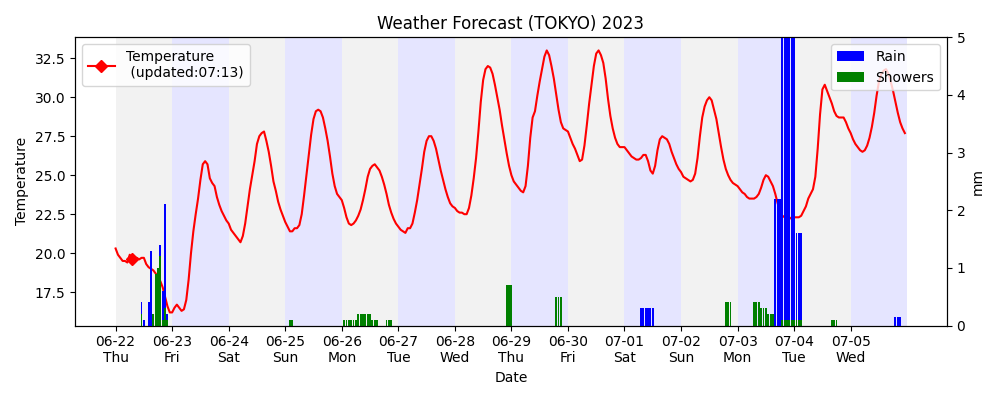 Weather Forecast (TOKYO) 2023
Temperature
(updated:07:13)
Rain
Showers
Temperature
32.5
30.0
27.5
25.0
22.5
20.0
17.5
5
4
3
2
1
0
mm
06-22 06-23 06-24 06-25 06-26 06-27 06-28 06-29 06-30 07-01 07-02 07-03 07-04 07-05
Thu Fri Sat Sun Mon Tue Wed Thu Fri Sat Sun Mon Tue Wed
Date